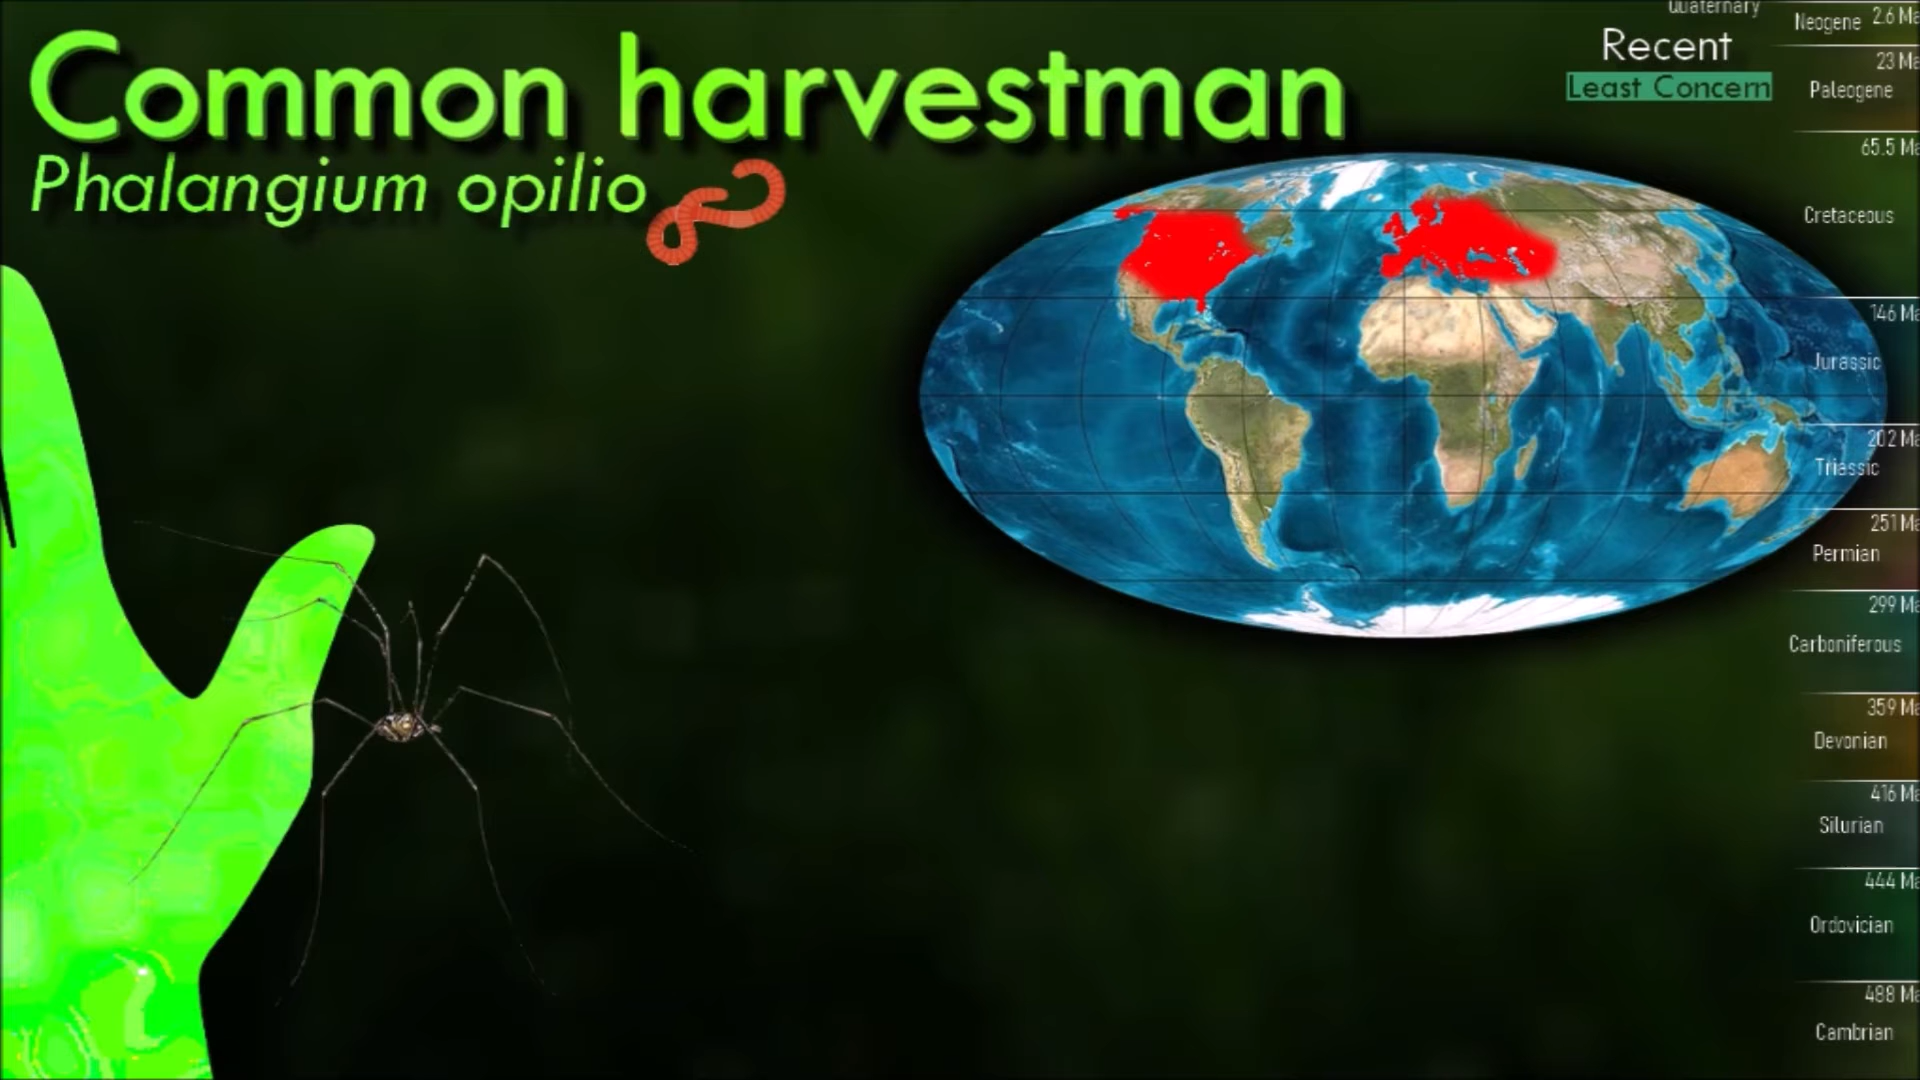 Common harvestman
Phalangium opilio
Recent
Least Concern
Quaternary
2.6 Ma
Neogene
23 Ma
Paleogene
65.5 Ma
Cretaceous
146 Ma
Jurassic
202 Ma
Triassic
251 Ma
Permian
299 Ma
Carboniferous
359 Ma
Devonian
416 Ma
Silurian
444 Ma
Ordovician
488 Ma
Cambrian